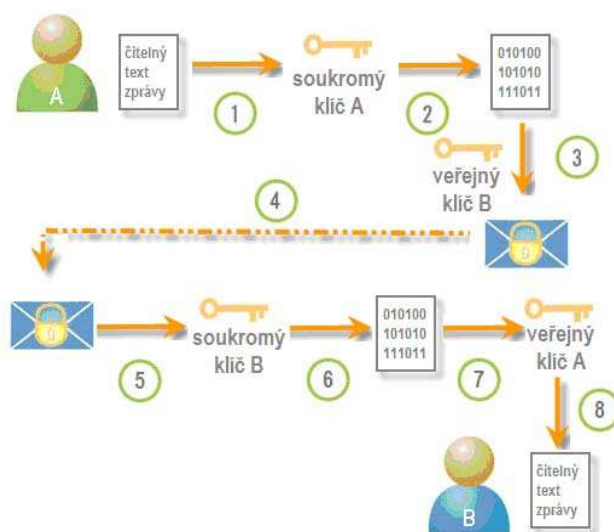 A
čitelný
text
zprávy
1
soukromý
klíč A
2
010100
101010
111011
3
veřejný
klíč B
4
5
soukromý
klíč B
6
010100
101010
111011
7
veřejný
klíč A
8
B
čitelný
text
zprávy